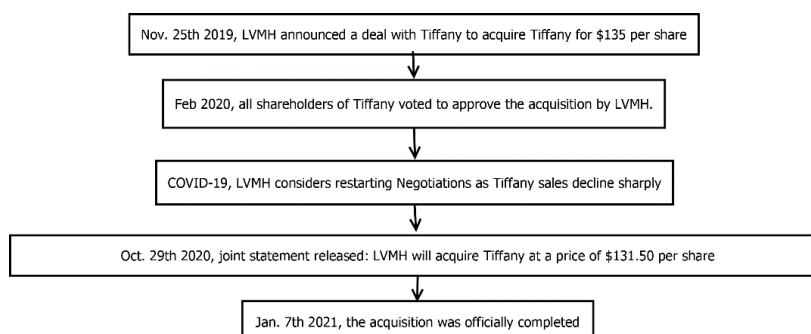 Nov. 25th 2019, LVMH announced a deal with Tiffany to acquire Tiffany for $135 per share
Feb 2020, all shareholders of Tiffany voted to approve the acquisition by LVMH.
COVID-19, LVMH considers restarting Negotiations as Tiffany sales decline sharply
Oct. 29th 2020, joint statement released: LVMH will acquire Tiffany at a price of $131.50 per share
Jan. 7th 2021, the acquisition was officially completed